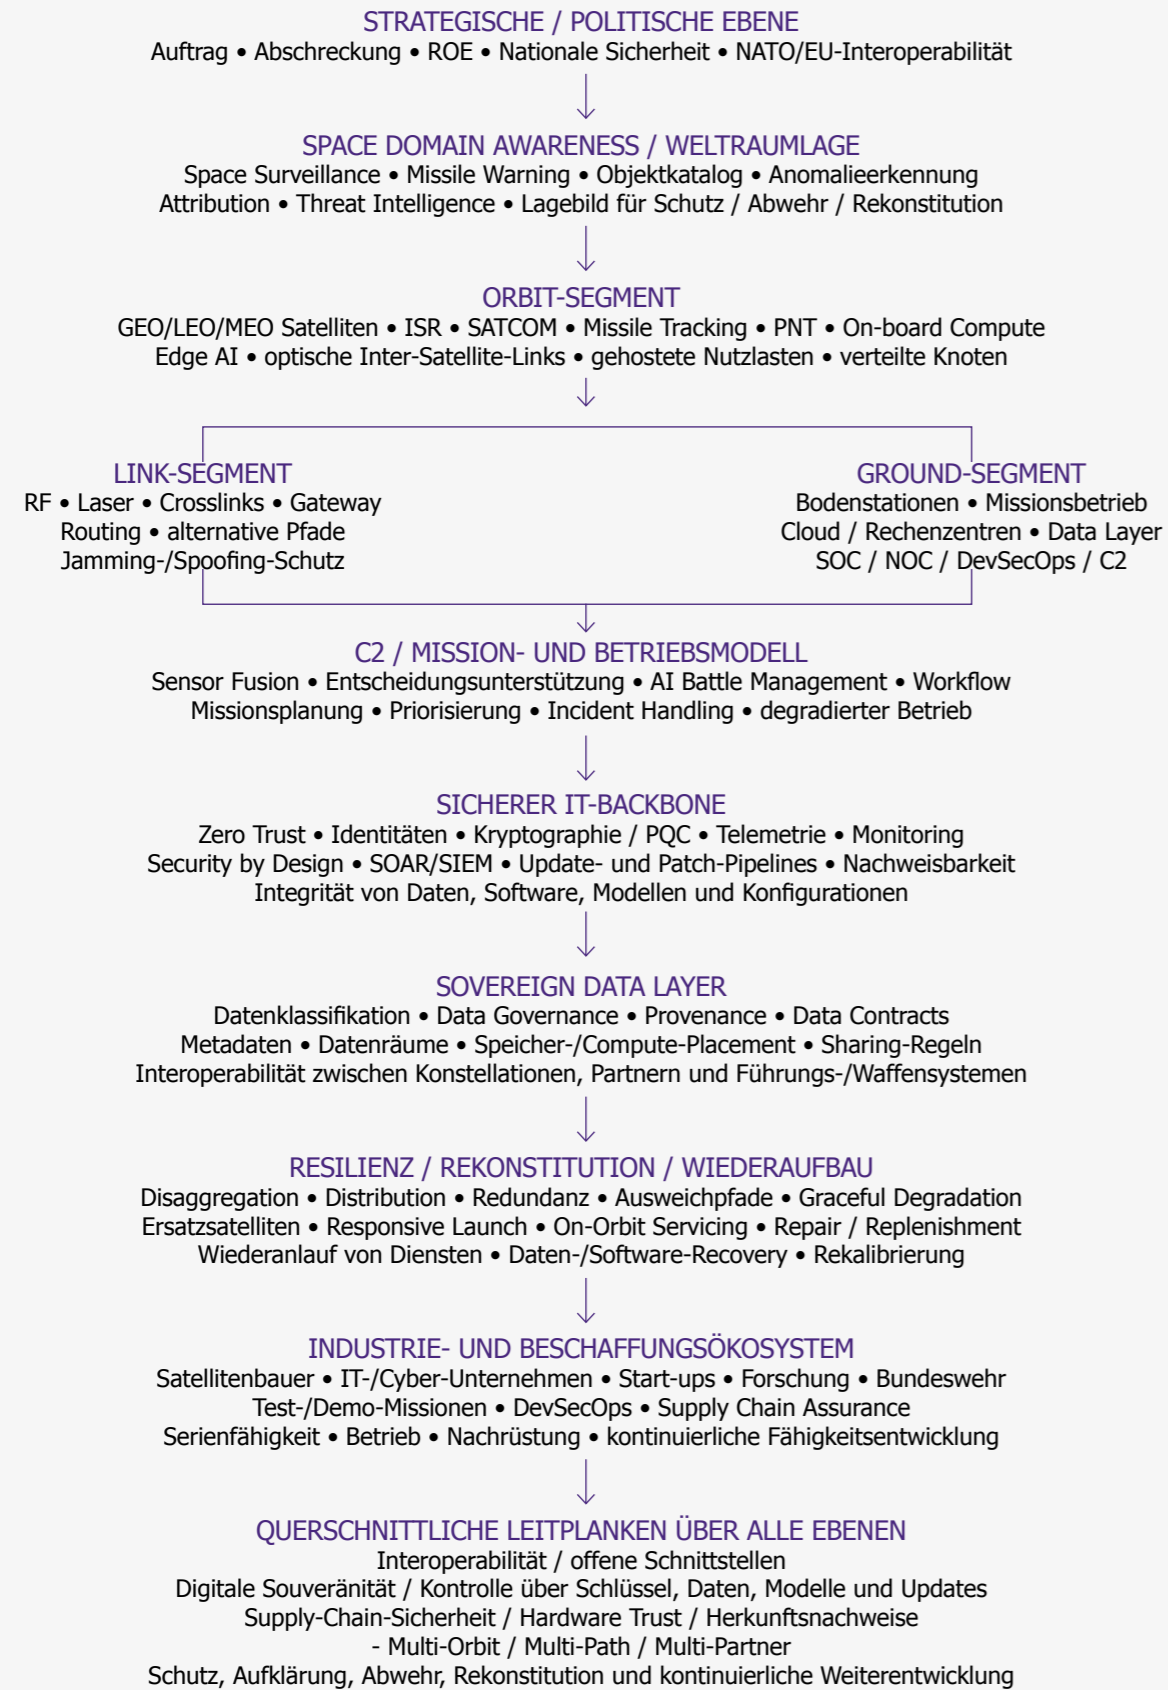 STRATEGISCHE / POLITISCHE EBENE
Auftrag • Abschreckung • ROE • Nationale Sicherheit • NATO/EU-Interoperabilität
SPACE DOMAIN AWARENESS / WELTRAUMLAGE
Space Surveillance • Missile Warning • Objektkatalog • Anomalieerkennung
Attribution • Threat Intelligence • Lagebild für Schutz / Abwehr / Rekonstitution
ORBIT-SEGMENT
GEO/LEO/MEO Satelliten • ISR • SATCOM • Missile Tracking • PNT • On-board Compute
Edge AI • optische Inter-Satellite-Links • gehostete Nutzlasten • verteilte Knoten
LINK-SEGMENT
RF • Laser • Crosslinks • Gateway
Routing • alternative Pfade
Jamming-/Spoofing-Schutz
GROUND-SEGMENT
Bodenstationen • Missionsbetrieb
Cloud / Rechenzentren • Data Layer
SOC / NOC / DevSecOps / C2
C2 / MISSION- UND BETRIEBSMODELL
Sensor Fusion • Entscheidungsunterstützung • AI Battle Management • Workflow
Missionsplanung • Priorisierung • Incident Handling • degradierter Betrieb
SICHERER IT-BACKBONE
Zero Trust • Identitäten • Kryptographie / PQC • Telemetrie • Monitoring
Security by Design • SOAR/SIEM • Update- und Patch-Pipelines • Nachweisbarkeit
Integrität von Daten, Software, Modellen und Konfigurationen
SOVEREIGN DATA LAYER
Datenklassifikation • Data Governance • Provenance • Data Contracts
Metadaten • Datenräume • Speicher-/Compute-Placement • Sharing-Regeln
Interoperabilität zwischen Konstellationen, Partnern und Führungs-/Waffensystemen
RESILIENZ / REKONSTITUTION / WIEDERAUFBAU
Disaggregation • Distribution • Redundanz • Ausweichpfade • Graceful Degradation
Ersatzsatelliten • Responsive Launch • On-Orbit Servicing • Repair / Replenishment
Wiederanlauf von Diensten • Daten-/Software-Recovery • Rekalibrierung
INDUSTRIE- UND BESCHAFFUNGSÖKOSYSTEM
Satellitenbauer • IT-/Cyber-Unternehmen • Start-ups • Forschung • Bundeswehr
Test-/Demo-Missionen • DevSecOps • Supply Chain Assurance
Serienfähigkeit • Betrieb • Nachrüstung • kontinuierliche Fähigkeitsentwicklung
QUERSCHNITTLICHE LEITPLANKEN ÜBER ALLE EBENEN
Interoperabilität / offene Schnittstellen
Digitale Souveränität / Kontrolle über Schlüssel, Daten, Modelle und Updates
Supply-Chain-Sicherheit / Hardware Trust / Herkunftsnachweise
- Multi-Orbit / Multi-Path / Multi-Partner
Schutz, Aufklärung, Abwehr, Rekonstitution und kontinuierliche Weiterentwicklung